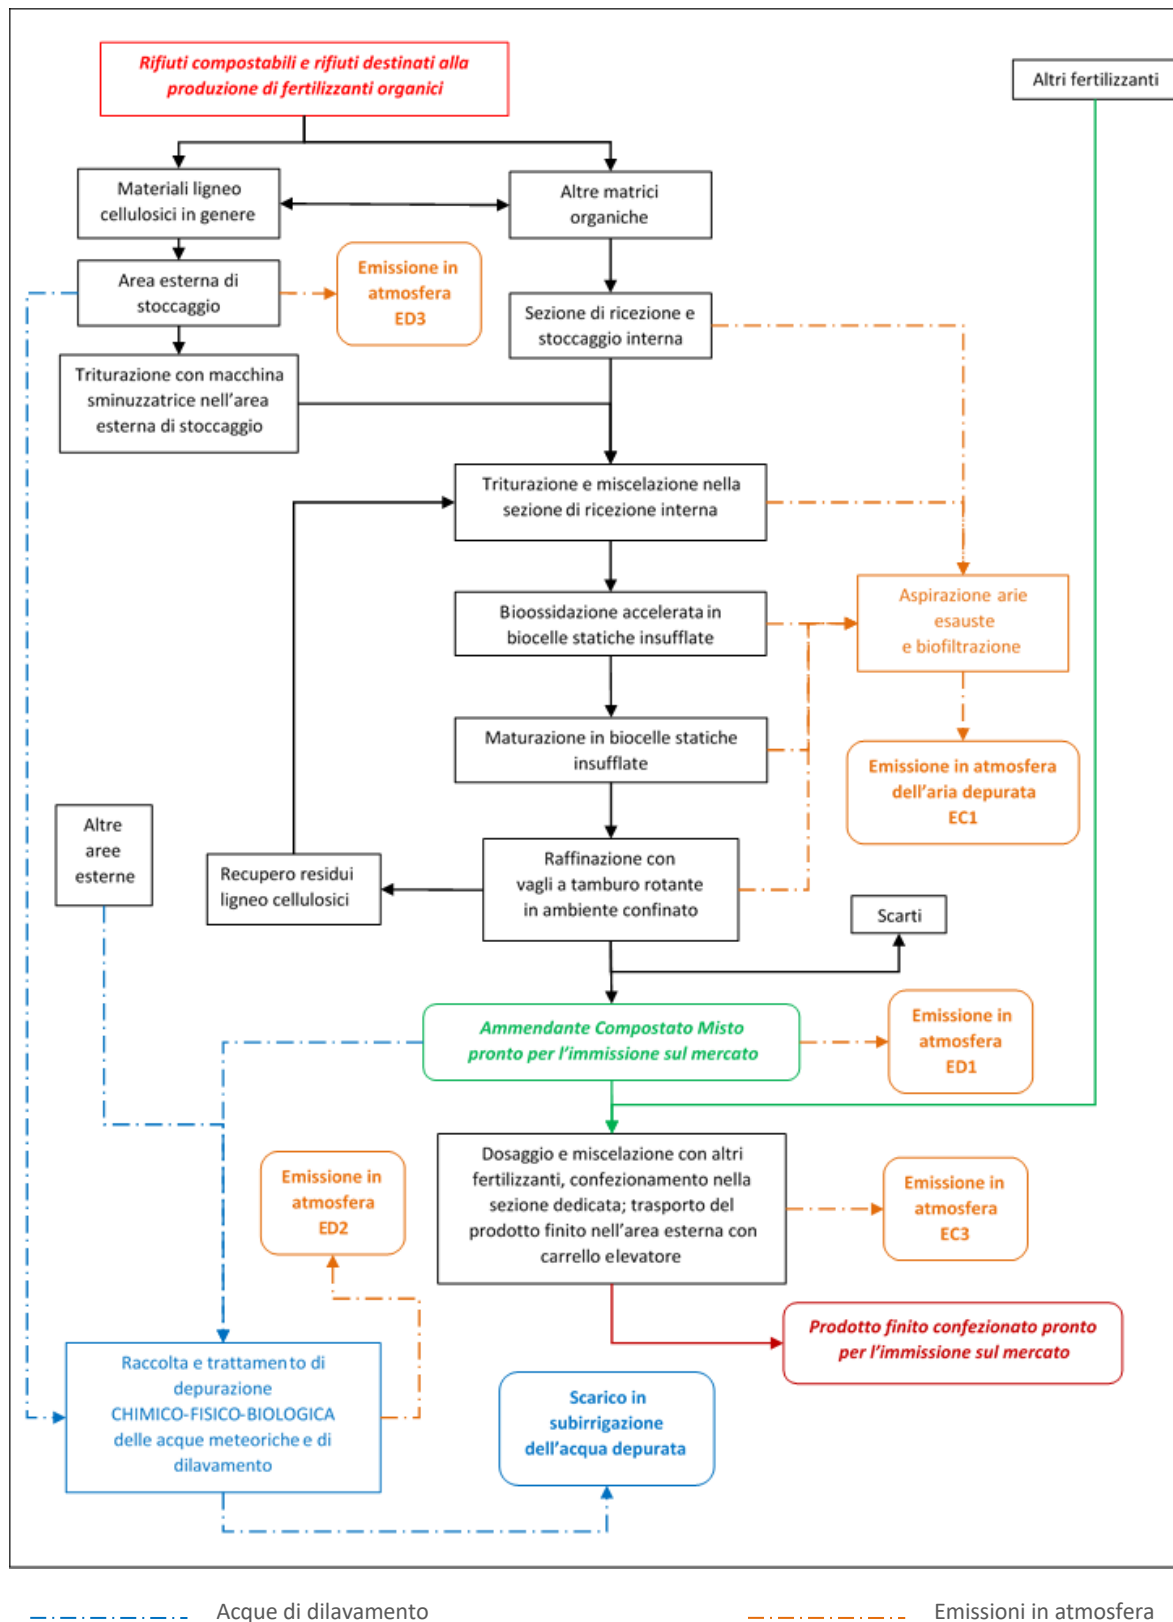 Rifiuti compostabili e rifiuti destinati alla
produzione di fertilizzanti organici
Altri fertilizzanti
Materiali ligneo
cellulosici in genere
Altre matrici
organiche
Area esterna di
stoccaggio
Emissione in
atmosfera
ED3
Sezione di ricezione e
stoccaggio interna
Triturazione con macchina
sminuzzatrice nell'area
esterna di stoccaggio
Triturazione e miscelazione nella
sezione di ricezione interna
Bioossidazione accelerata in
biocelle statiche insufflate
Aspirazione arie
esauste
e biofiltrazione
Maturazione in biocelle statiche
insufflate
Emissione in atmosfera
dell'aria depurata
EC1
Altre
aree
esterne
Recupero residui
ligneo cellulosici
Raffinazione con
vagli a tamburo rotante
in ambiente confinato
Scarti
Ammendante Compostato Misto
pronto per l'immissione sul mercato
Emissione in
atmosfera
ED1
Emissione in
atmosfera
ED2
Dosaggio e miscelazione con altri
fertilizzanti, confezionamento nella
sezione dedicata; trasporto del
prodotto finito nell'area esterna con
carrello elevatore
Emissione in
atmosfera
EC3
Prodotto finito confezionato pronto
per l'immissione sul mercato
Raccolta e trattamento di
depurazione
CHIMICO-FISICO-BIOLOGICA
delle acque meteoriche e di
dilavamento
Scarico in
subirrigazione
dell'acqua depurata
Acque di dilavamento
Emissioni in atmosfera